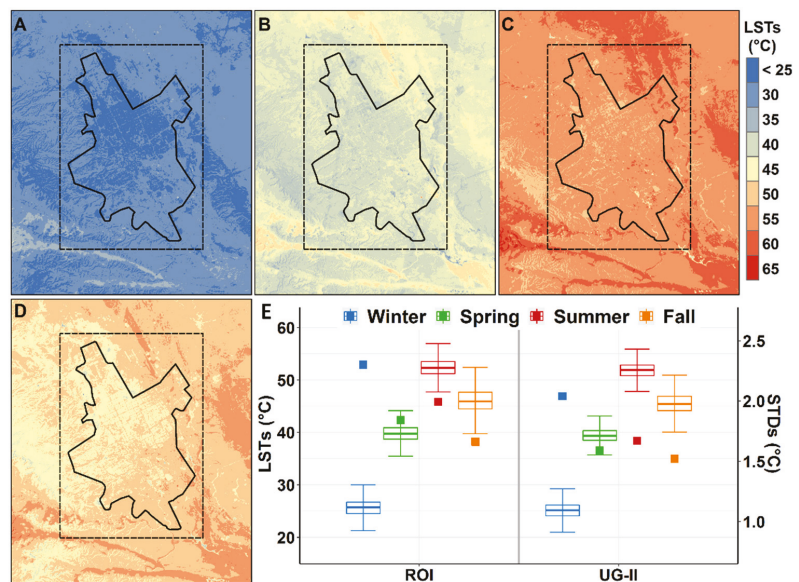 A
B
C
LSTs
(°C)
< 25
30
35
40
45
50
55
60
65
D
E
Winter Spring Summer Fall
60
50
40
30
20
LSTs (°C)
2.5
2.0
1.5
1.0
STDs (°C)
ROI UG-II